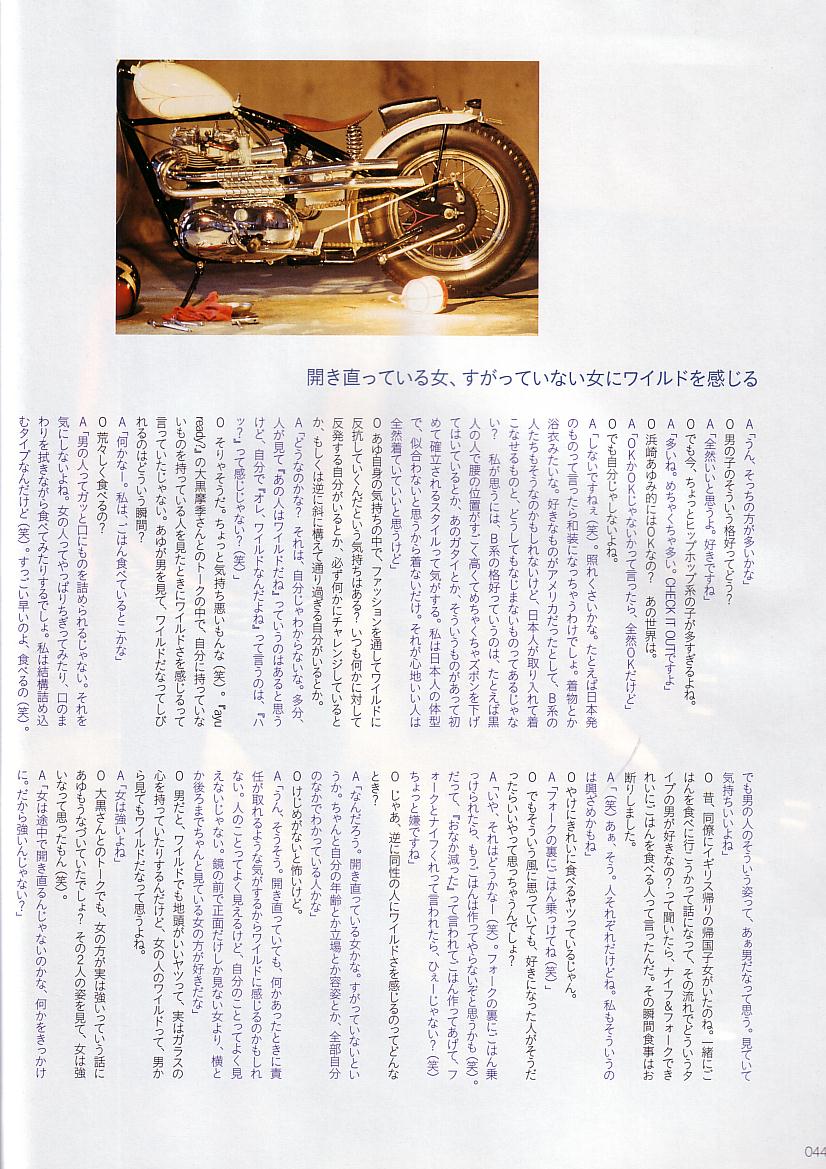 開き直っている女、すがっていない女にワイルドを感じる
A「うん、そっちの方が多いかな」
O 男の子のそういう格好ってどう？
A「全然いいと思うよ。好きですね」
O でも今、ちょっとヒップホップ系の子が多すぎるよね。
A「多いね。めちゃくちゃ多い。CHECK IT OUTですよ」
O 浜崎あゆみ的にはOKなの？　あの世界は。
A「OKかOKじゃないかって言ったら、全然OKだけど」
O でも自分じゃしないよね。
A「しないですねぇ（笑）。照れくさいかな。たとえば日本発
のものって言ったら和装になっちゃうわけでしょ。着物とか
浴衣みたいな。好きなものがアメリカだったとして、B系の
人たちもそうなのかもしれないけど、日本人が取り入れて着
こなせるものと、どうしてもなじまないものってあるじゃな
い？　私が思うには、B系の格好っていうのは、たとえば黒
人の人で腰の位置がすごく高くてめちゃくちゃズボンを下げ
てはいているとか、あのガタイとか、そういうものがあって初
めて確立されるスタイルって気がする。私は日本人の体型
で、似合わないと思うから着ないだけ。それが心地いい人は
全然着ていていいと思うけど」
O あゆ自身の気持ちの中で、ファッションを通してワイルドに
反抗していくんだという気持ちはある？いつも何かに対して
反発する自分がいるとか、必ず何かにチャレンジしていると
か、もしくは逆に斜に構えて通り過ぎる自分がいるとか。
A「どうなのかな？　それは、自分じゃわからないな。多分、
人が見て『あの人はワイルドだね』っていうのはあると思う
けど、自分で『オレ、ワイルドなんだよね』って言うのは、『ハ
ッ？』って感じじゃない？（笑）」
O そりゃそうだ。ちょっと気持ち悪いもんな（笑）。『ayu
ready?』の大黒摩季さんとのトークの中で、自分に持っていな
いものを持っている人を見たときにワイルドさを感じるって
言っていたじゃない。あゆが男を見て、ワイルドだなってしび
れるのはどういう瞬間？
A「何かなー。私は、ごはん食べているとこかな」
O 荒々しく食べるの？
A「男の人ってガッと口にものを詰められるじゃない。それを
気にしないよね。女の人ってやっぱりちぎってみたり、口のま
わりを拭きながら食べてみたりするでしょ。私は結構詰め込
むタイプなんだけど（笑）。すっごい早いのよ、食べるの（笑）。
でも男の人のそういう姿って、あぁ男だなって思う。見ていて
気持ちいいよね」
O 昔、同僚にイギリス帰りの帰国子女がいたのね。一緒にご
はんを食べに行こうかって話になって、その流れでどういうタ
イプの男が好きなの？って聞いたら、ナイフ&フォークでき
れいにごはんを食べる人って言ったんだ。その瞬間食事はお
断りしました。
A「（笑）あぁ、そう。人それぞれだけどね。私もそういうの
は興ざめかもね」
O やけにきれいに食べるヤツっているじゃん。
A「フォークの裏にごはん乗っけてね（笑）」
O でもそういう風に思っていても、好きになった人がそうだ
ったらいいやって思っちゃうんでしょ？
A「いや、それはどうかなー（笑）。フォークの裏にごはん乗
っけられたら、もうごはんは作ってやらないぞと思うかも（笑）。
だって、『おなか減った』って言われてごはん作ってあげて、フ
ォークとナイフくれって言われたら、ひぇーじゃない？（笑）
ちょっと嫌ですね」
O じゃあ、逆に同性の人にワイルドさを感じるのってどんな
とき？
A「なんだろう。開き直っている女かな。すがっていないとい
うか。ちゃんと自分の年齢とか立場とか容姿とか、全部自分
のなかでわかっている人かな」
O けじめがないと怖いけど。
A「うん、そうそう。開き直っていても、何かあったときに責
任が取れるような気がするからワイルドに感じるのかもしれ
ない。人のことってよく見えるけど、自分のことってよく見
えないじゃない。鏡の前で正面だけしか見ない女より、横と
か後ろまでちゃんと見ている女の方が好きだな」
O 男だと、ワイルドでも地頭がいいヤツって、実はガラスの
心を持っていたりするんだけど、女の人のワイルドって、男か
ら見てもワイルドだなって思うよね。
A「女は強いよね」
O 大黒さんとのトークでも、女の方が実は強いっていう話に
あゆもうなづいていたでしょ？　その2人の姿を見て、女は強
いなって思ったもん（笑）。
A「女は途中で開き直るんじゃないのかな、何かをきっかけ
に。だから強いんじゃない？」
044